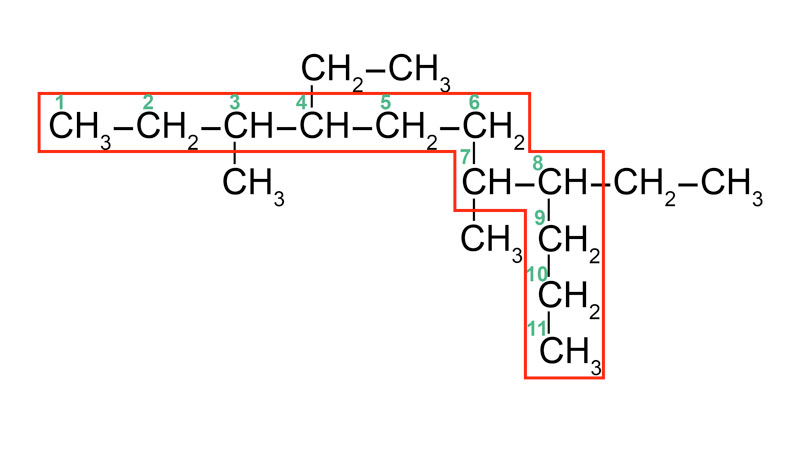 CH₂–CH₃
1 2 3 4 5 6
CH₃–CH₂–CH–CH–CH₂–CH₂
7 8
CH₃ CH–CH–CH₂–CH₃
9
CH₃ CH₂
10
CH₂
11
CH₃